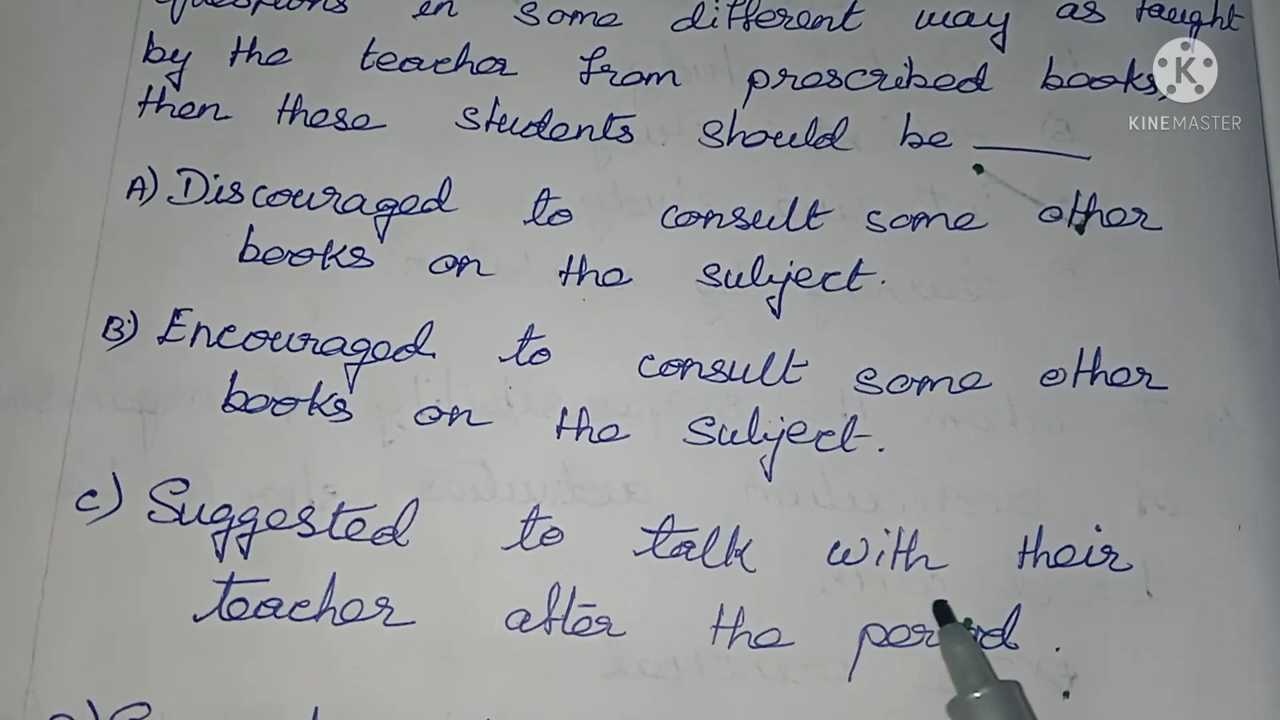 questions in some different way as taught
by the teacher from prescribed books,
then these students should be ____
A) Discouraged to consult some other
books on the subject.
B) Encouraged to consult some other
books on the subject.
C) Suggested to talk with their
teacher after the period.
KINEMASTER